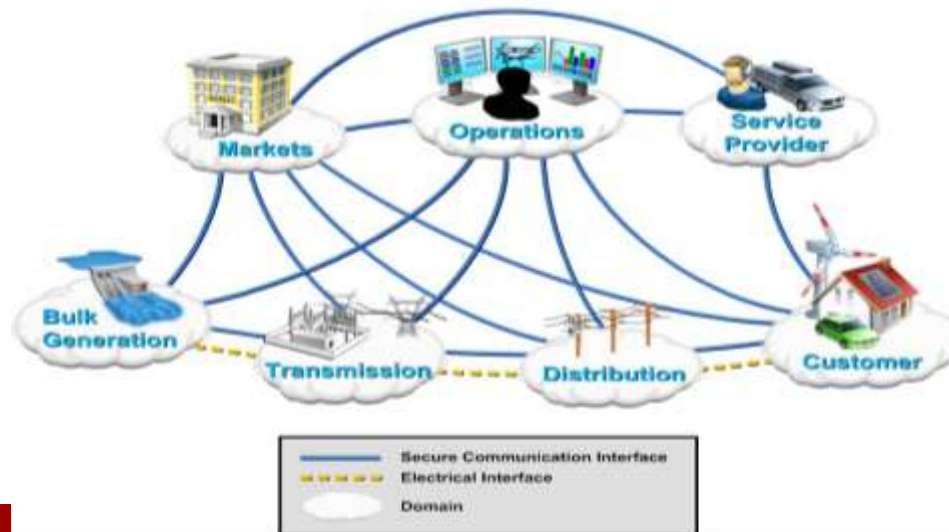 Markets
Operations
Service
Provider
Bulk
Generation
Transmission
Distribution
Customer
Secure Communication Interface
Electrical Interface
Domain